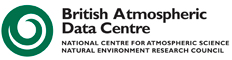 British Atmospheric
Data Centre
NATIONAL CENTRE FOR ATMOSPHERIC SCIENCE
NATURAL ENVIRONMENT RESEARCH COUNCIL